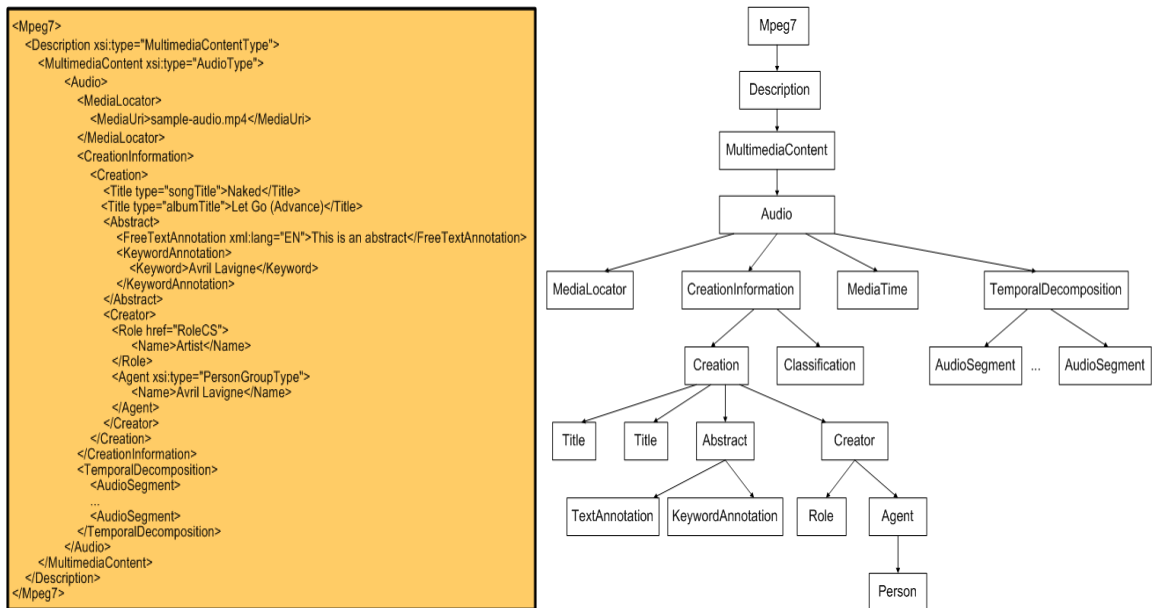 <Mpeg7>
<Description xsi:type="MultimediaContentType">
<MultimediaContent xsi:type="AudioType">
<Audio>
<MediaLocator>
<MediaUri>sample-audio.mp4</MediaUri>
</MediaLocator>
<CreationInformation>
<Creation>
<Title type="songTitle">Naked</Title>
<Title type="albumTitle">Let Go (Advance)</Title>
<Abstract>
<FreeTextAnnotation xml:lang="EN">This is an abstract</FreeTextAnnotation>
<KeywordAnnotation>
<Keyword>Avril Lavigne</Keyword>
</KeywordAnnotation>
</Abstract>
<Creator>
<Role href="RoleCS">
<Name>Artist</Name>
</Role>
<Agent xsi:type="PersonGroupType">
<Name>Avril Lavigne</Name>
</Agent>
</Creator>
</Creation>
</CreationInformation>
<TemporalDecomposition>
<AudioSegment>
...
<AudioSegment>
</TemporalDecomposition>
</Audio>
</MultimediaContent>
</Description>
</Mpeg7>
Mpeg7
Description
MultimediaContent
Audio
MediaLocator CreationInformation MediaTime TemporalDecomposition
Creation Classification AudioSegment ... AudioSegment
Title Title Abstract Creator
TextAnnotation KeywordAnnotation Role Agent
Person